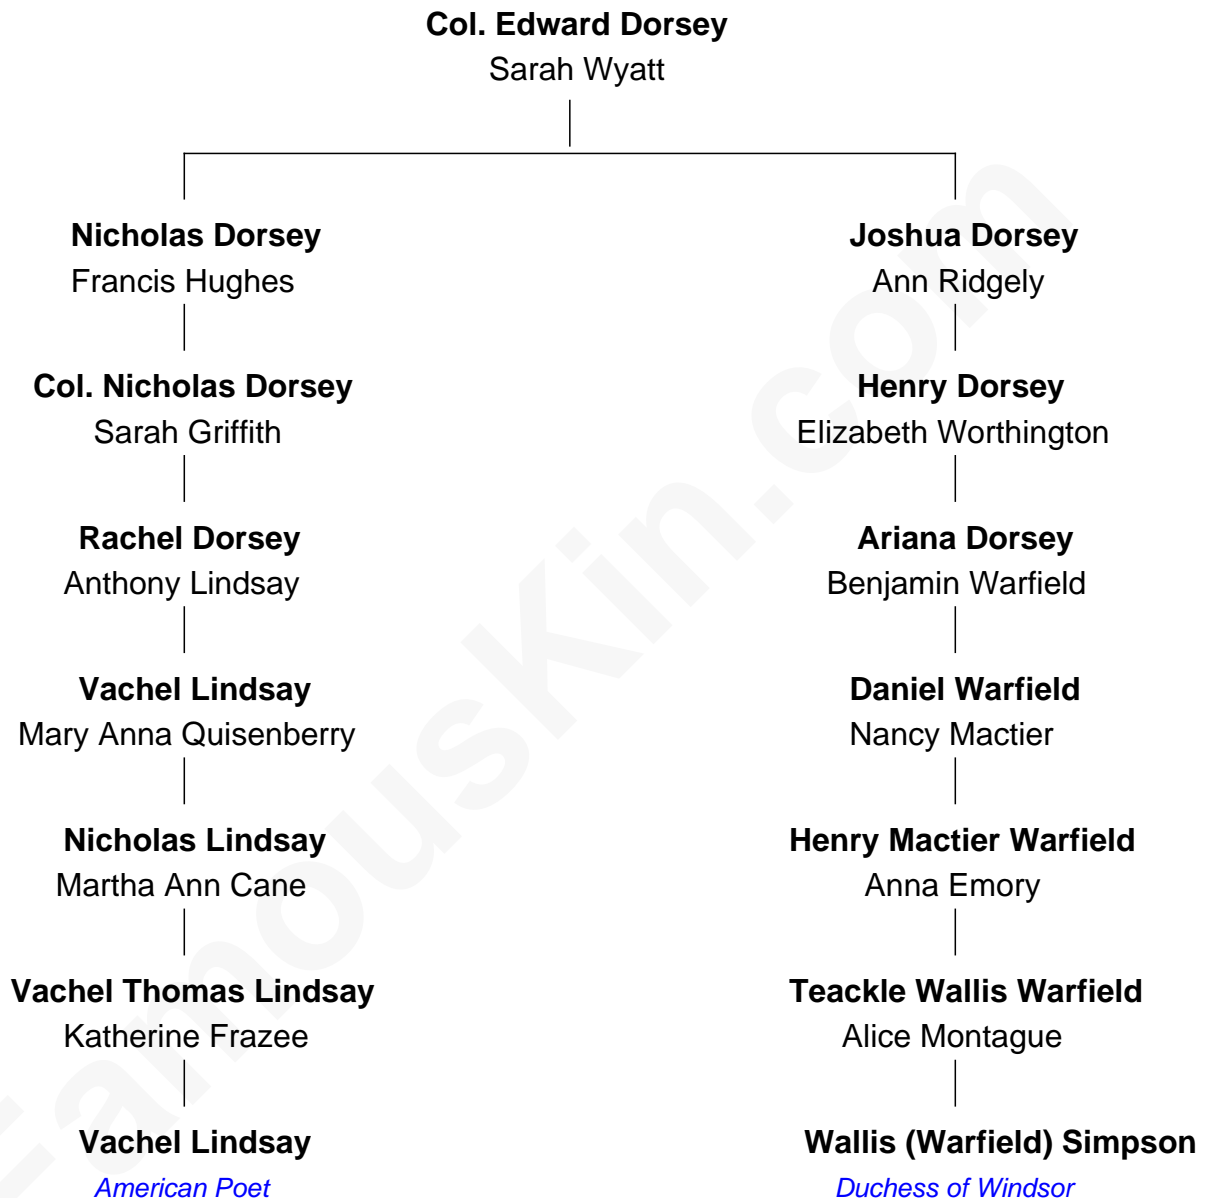 Col. Edward Dorsey
Sarah Wyatt
Nicholas Dorsey
Francis Hughes
Col. Nicholas Dorsey
Sarah Griffith
Rachel Dorsey
Anthony Lindsay
Vachel Lindsay
Mary Anna Quisenberry
Nicholas Lindsay
Martha Ann Cane
Vachel Thomas Lindsay
Katherine Frazee
Vachel Lindsay
American Poet
Joshua Dorsey
Ann Ridgely
Henry Dorsey
Elizabeth Worthington
Ariana Dorsey
Benjamin Warfield
Daniel Warfield
Nancy Mactier
Henry Mactier Warfield
Anna Emory
Teackle Wallis Warfield
Alice Montague
Wallis (Warfield) Simpson
Duchess of Windsor
FamousKin.com